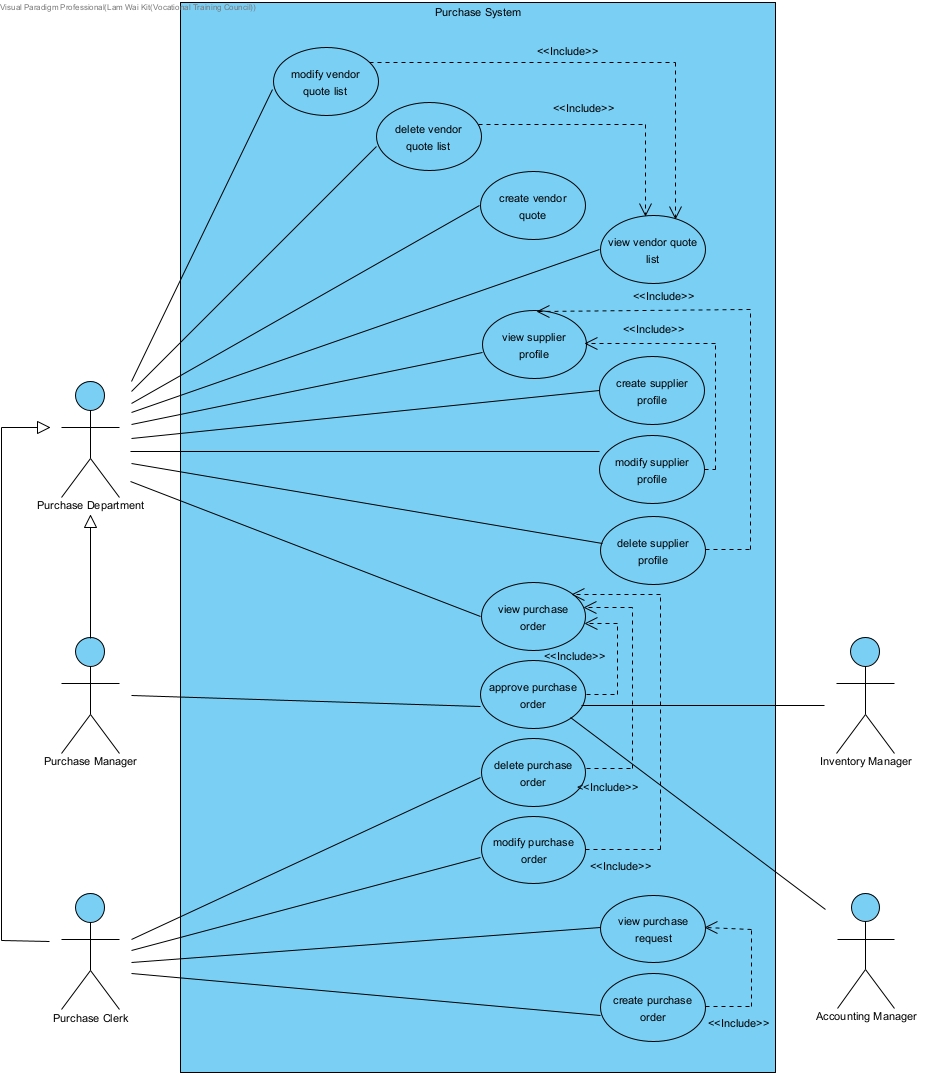 Visual Paradigm Professional(Lam Wai Kit(Vocational Training Council))
Purchase System
<<Include>>
modify vendor
quote list
<<Include>>
delete vendor
quote list
create vendor
quote
view vendor quote
list
<<Include>>
<<Include>>
view supplier
profile
create supplier
profile
modify supplier
profile
Purchase Department
delete supplier
profile
view purchase
order
<<Include>>
approve purchase
order
Purchase Manager
Inventory Manager
delete purchase
order
<<Include>>
modify purchase
order
<<Include>>
view purchase
request
create purchase
order
Purchase Clerk
Accounting Manager
<<Include>>